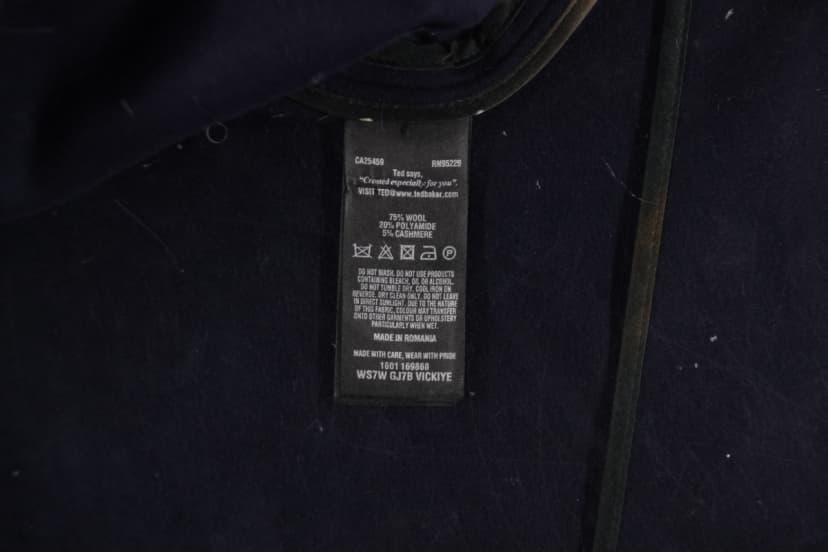 CA25459 RN95229
Ted says,
"Created especially for you".
VISIT TED@www.tedbaker.com
75% WOOL
20% POLYAMIDE
5% CASHMERE
P
DO NOT WASH. DO NOT USE PRODUCTS
CONTAINING BLEACH, OIL OR ALCOHOL.
DO NOT TUMBLE DRY. COOL IRON ON
REVERSE. DRY CLEAN ONLY. DO NOT LEAVE
IN DIRECT SUNLIGHT. DUE TO THE NATURE
OF THIS FABRIC, COLOUR MAY TRANSFER
ONTO OTHER GARMENTS OR UPHOLSTERY
PARTICULARLY WHEN WET.
MADE IN ROMANIA
MADE WITH CARE, WEAR WITH PRIDE
1601 169868
WS7W GJ7B VICKIYE